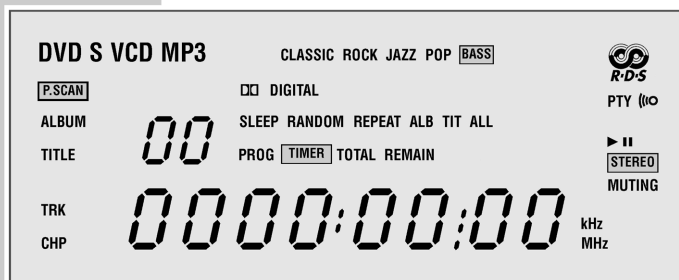 DVD S VCD MP3 CLASSIC ROCK JAZZ POP BASS
R·D·S
P.SCAN DIGITAL
PTY
ALBUM SLEEP RANDOM REPEAT ALB TIT ALL
00
TITLE PROG TIMER TOTAL REMAIN
STEREO
MUTING
TRK
0000:00:00
kHz
CHP MHz